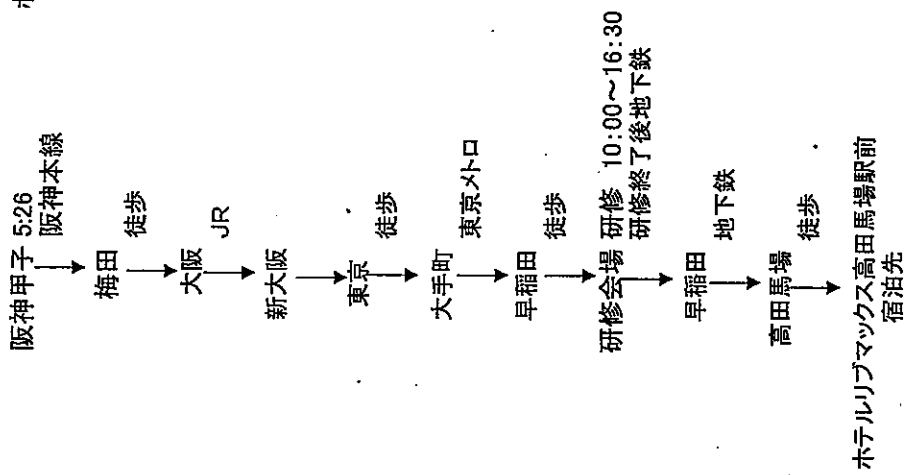 阪神甲子 5:26
阪神本線
梅田
徒歩
大阪
JR
新大阪
東京
徒歩
大手町
東京メトロ
早稲田
徒歩
研修会場 研修 10:00～16:30
研修終了後地下鉄
早稲田
地下鉄
高田馬場
徒歩
ホテルリブマックス高田馬場駅前
宿泊先